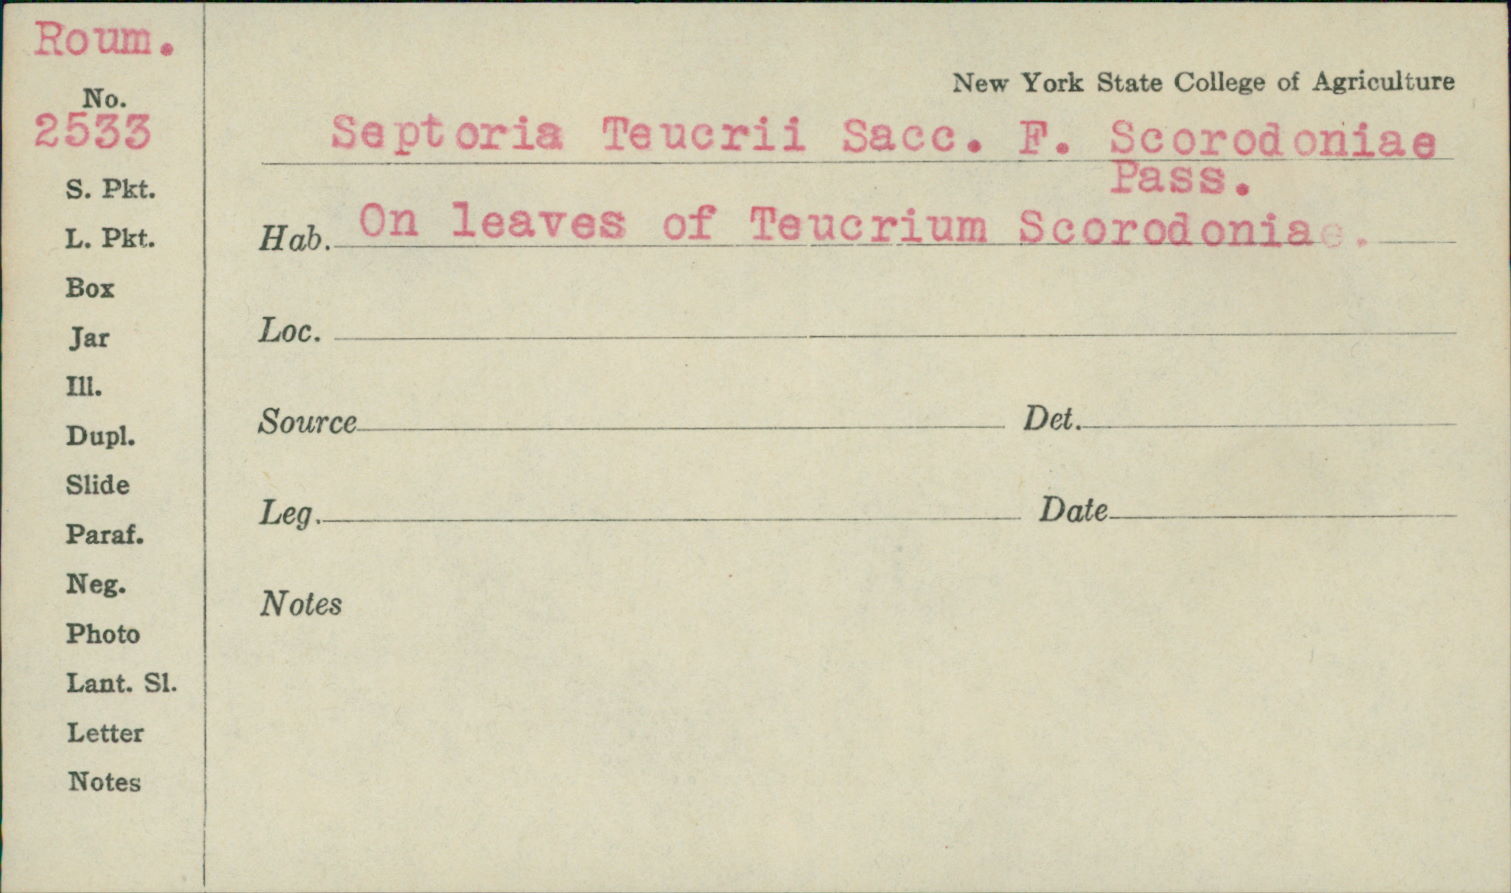 Roum.
No.
2533
S. Pkt.
L. Pkt.
Box
Jar
Ill.
Dupl.
Slide
Paraf.
Neg.
Photo
Lant. Sl.
Letter
Notes
New York State College of Agriculture
Septoria Teucrii Sacc. F. Scorodoniae
Pass.
Hab. On leaves of Teucrium Scorodoniae.
Loc.
Source Det.
Leg. Date
Notes